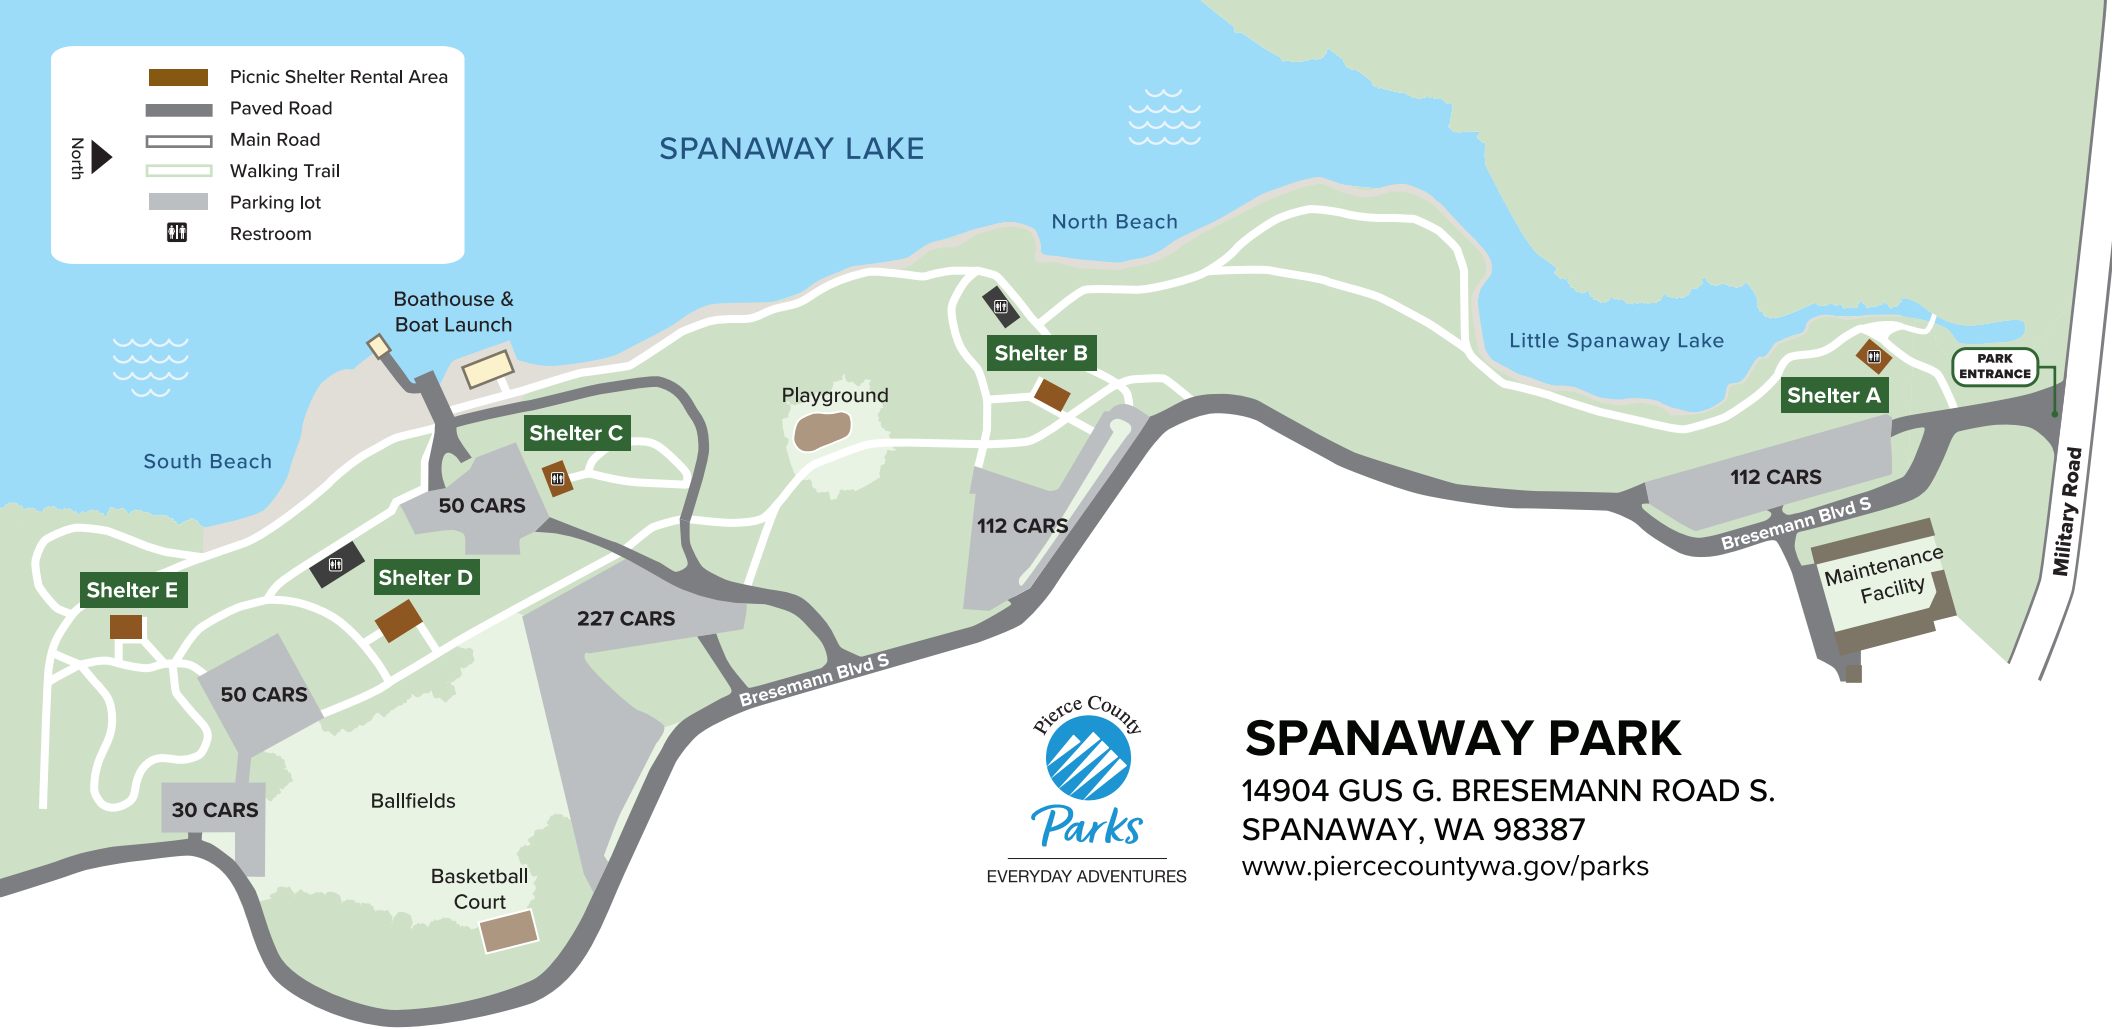 Picnic Shelter Rental Area
Paved Road
Main Road
Walking Trail
Parking lot
Restroom
North
SPANAWAY LAKE
North Beach
Boathouse &
Boat Launch
Little Spanaway Lake
PARK
ENTRANCE
Shelter B
Shelter A
Playground
Shelter C
South Beach
50 CARS
112 CARS
112 CARS
Bresemann Blvd S
Military Road
Maintenance
Facility
Shelter D
Shelter E
227 CARS
Bresemann Blvd S
50 CARS
30 CARS
Ballfields
Basketball
Court
Pierce County
Parks
EVERYDAY ADVENTURES
SPANAWAY PARK
14904 GUS G. BRESEMANN ROAD S.
SPANAWAY, WA 98387
www.piercecountywa.gov/parks